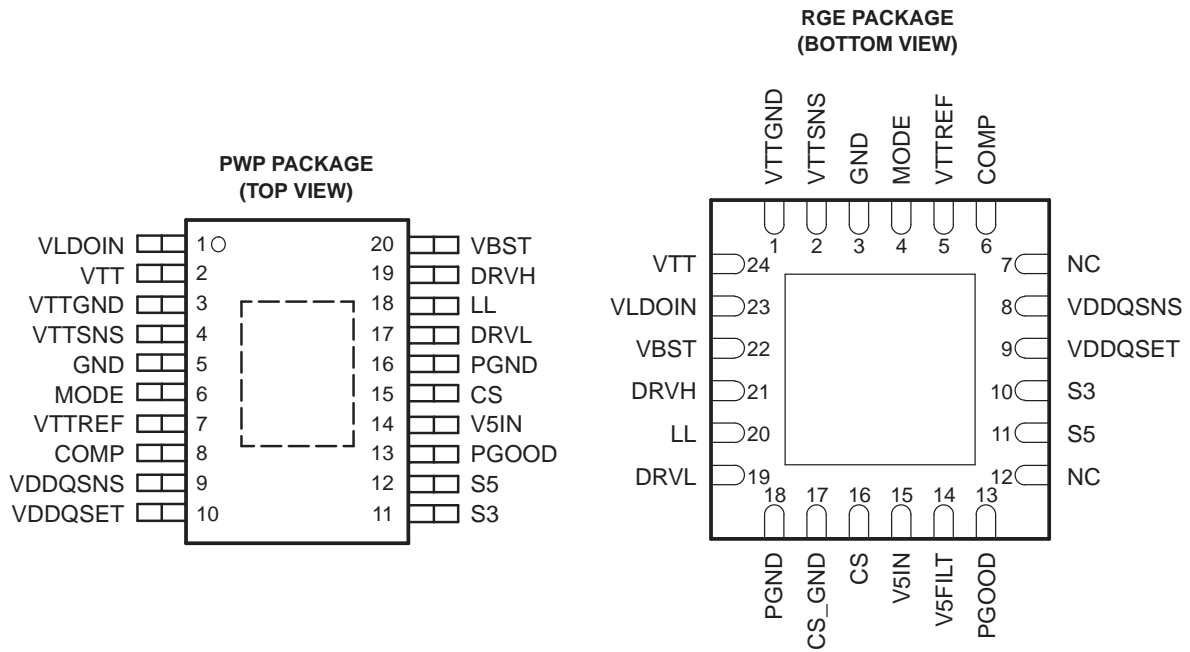 PWP PACKAGE
(TOP VIEW)
VLDOIN 1 20 VBST
VTT 2 19 DRVH
VTTGND 3 18 LL
VTTSNS 4 17 DRVL
GND 5 16 PGND
MODE 6 15 CS
VTTREF 7 14 V5IN
COMP 8 13 PGOOD
VDDQSNS 9 12 S5
VDDQSET 10 11 S3
RGE PACKAGE
(BOTTOM VIEW)
VTTGND VTTSNS GND MODE VTTREF COMP
1 2 3 4 5 6
VTT 24 7 NC
VLDOIN 23 8 VDDQSNS
VBST 22 9 VDDQSET
DRVH 21 10 S3
LL 20 11 S5
DRVL 19 12 NC
18 17 16 15 14 13
PGND CS_GND CS V5IN V5FILT PGOOD